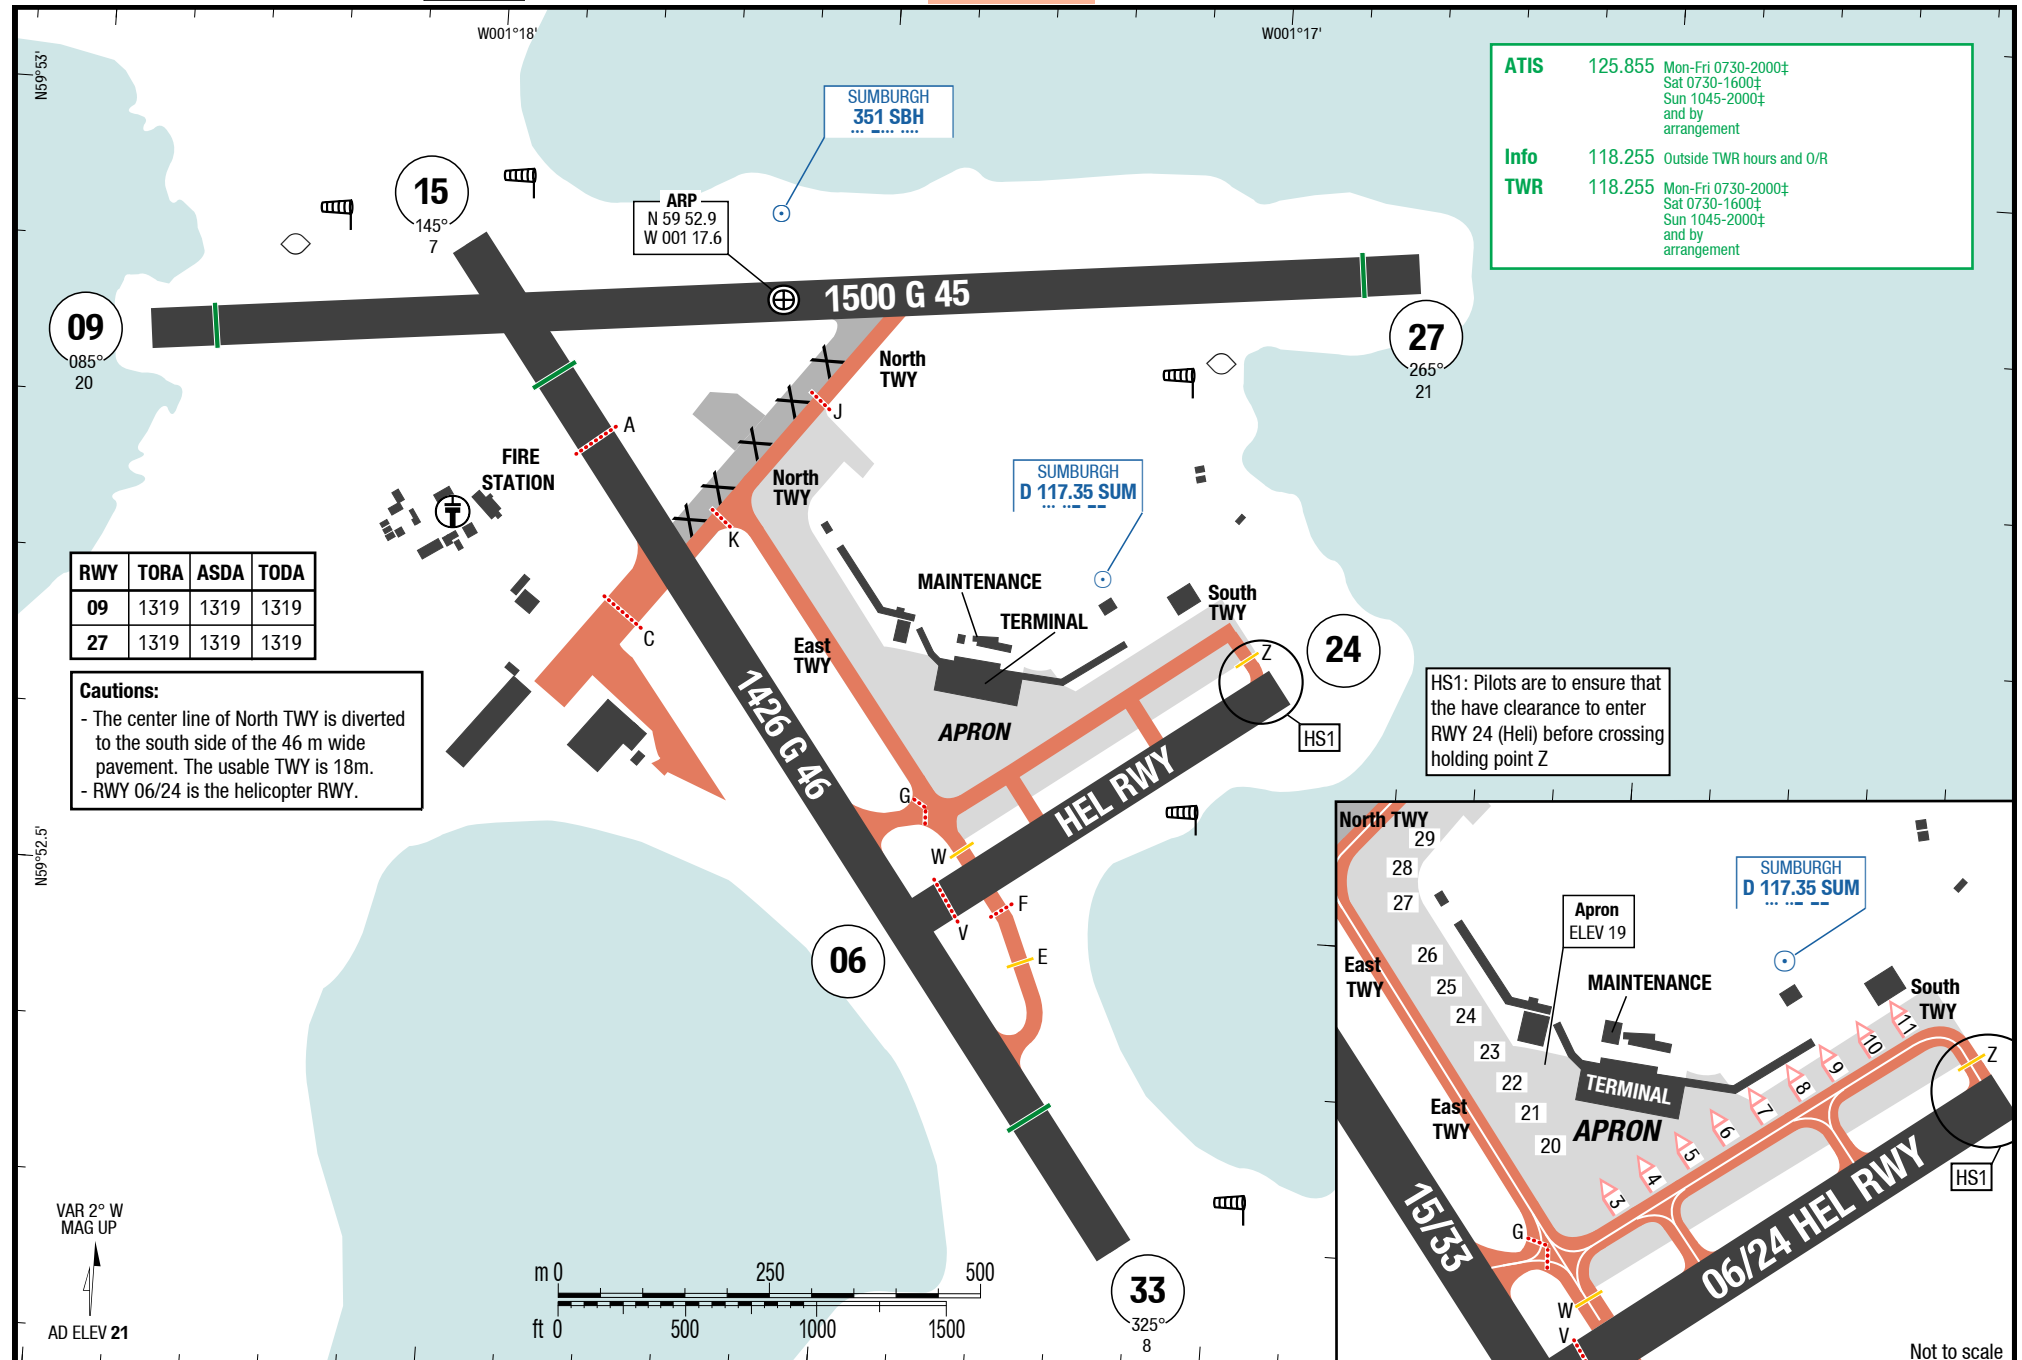 W001°18'
W001°17'
N59°53'
N59°52.5'
ATIS 125.855 Mon-Fri 0730-2000‡
Sat 0730-1600‡
Sun 1045-2000‡
and by
arrangement
Info 118.255 Outside TWR hours and O/R
TWR 118.255 Mon-Fri 0730-2000‡
Sat 0730-1600‡
Sun 1045-2000‡
and by
arrangement
SUMBURGH
351 SBH
15
145°
7
ARP
N 59 52.9
W 001 17.6
09
085°
20
1500 G 45
27
265°
21
North
TWY
J
A
FIRE
STATION
North
TWY
K
SUMBURGH
D 117.35 SUM
RWY TORA ASDA TODA
09 1319 1319 1319
27 1319 1319 1319
MAINTENANCE
TERMINAL
South
TWY
C
East
TWY
Z
24
HS1
Cautions:
- The center line of North TWY is diverted
to the south side of the 46 m wide
pavement. The usable TWY is 18m.
- RWY 06/24 is the helicopter RWY.
1426 G 46
APRON
HEL RWY
HS1: Pilots are to ensure that
the have clearance to enter
RWY 24 (Heli) before crossing
holding point Z
G
W
F
V
E
06
33
325°
8
VAR 2° W
MAG UP
AD ELEV 21
m 0 250 500
ft 0 500 1000 1500
North TWY
29
28
27
26
25
24
23
22
21
20
SUMBURGH
D 117.35 SUM
Apron
ELEV 19
East
TWY
MAINTENANCE
South
TWY
11
10
9
8
7
6
5
4
3
Z
TERMINAL
East
TWY
APRON
HS1
15/33
G
06/24 HEL RWY
W
V
Not to scale